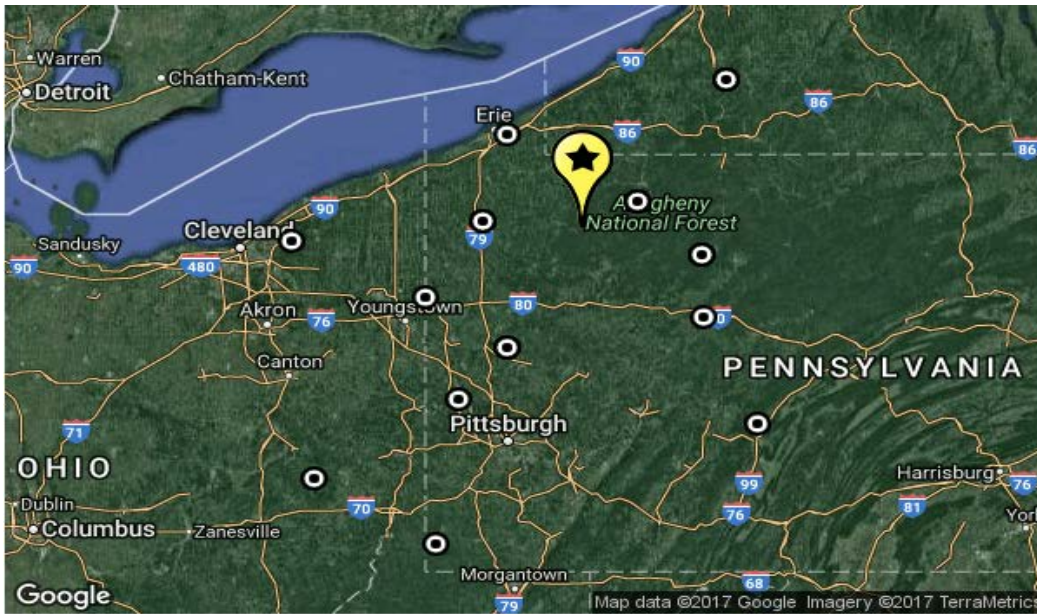 Warren
Detroit
Chatham-Kent
90
Erie
86
86
86
Allegheny
National Forest
90
Cleveland
79
Sandusky
90
480
Akron
76
Youngstown
80
80
Canton
PENNSYLVANIA
71
Pittsburgh
OHIO
99
Harrisburg
76
70
76
81
Dublin
Columbus
Zanesville
York
Morgantown
68
79
Google
Map data ©2017 Google Imagery ©2017 TerraMetrics